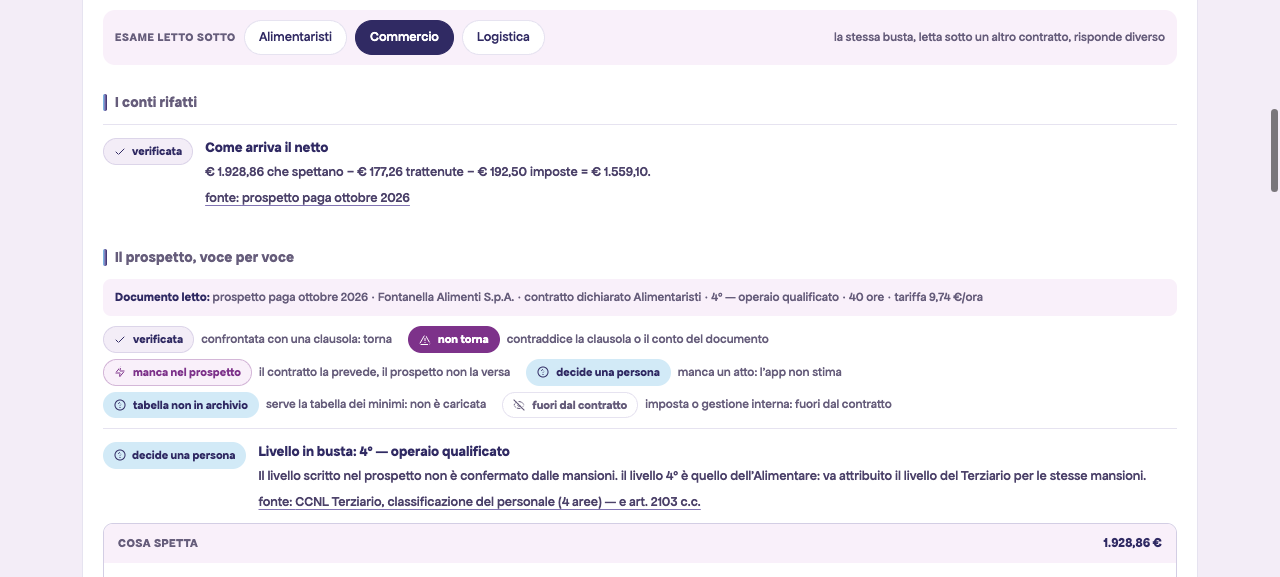 ESAME LETTO SOTTO Alimentaristi Commercio Logistica la stessa busta, letta sotto un altro contratto, risponde diverso
I conti rifatti
verificata Come arriva il netto
€ 1.928,86 che spettano − € 177,26 trattenute − € 192,50 imposte = € 1.559,10.
fonte: prospetto paga ottobre 2026
Il prospetto, voce per voce
Documento letto: prospetto paga ottobre 2026 · Fontanella Alimenti S.p.A. · contratto dichiarato Alimentaristi · 4° — operaio qualificato · 40 ore · tariffa 9,74 €/ora
verificata confrontata con una clausola: torna non torna contraddice la clausola o il conto del documento
manca nel prospetto il contratto la prevede, il prospetto non la versa decide una persona manca un atto: l'app non stima
tabella non in archivio serve la tabella dei minimi: non è caricata fuori dal contratto imposta o gestione interna: fuori dal contratto
decide una persona Livello in busta: 4° — operaio qualificato
Il livello scritto nel prospetto non è confermato dalle mansioni. il livello 4° è quello dell'Alimentare: va attribuito il livello del Terziario per le stesse mansioni.
fonte: CCNL Terziario, classificazione del personale (4 aree) — e art. 2103 c.c.
COSA SPETTA 1.928,86 €